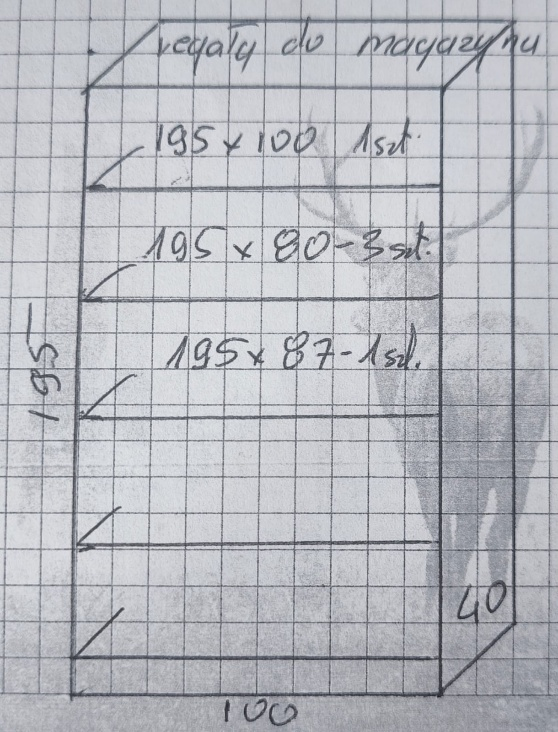 regały do magazynu
195 x 100 1szt.
195 x 80 - 3szt.
195 x 87 - 1szt.
195
40
100